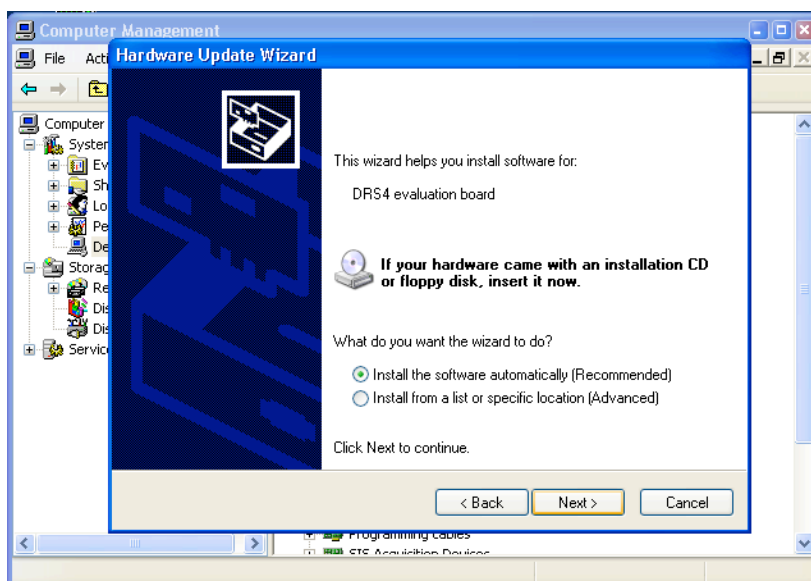 Computer Management
File
Hardware Update Wizard
Computer
This wizard helps you install software for:
DRS4 evaluation board
If your hardware came with an installation CD
or floppy disk, insert it now.
What do you want the wizard to do?
Install the software automatically (Recommended)
Install from a list or specific location (Advanced)
Click Next to continue.
< Back
Next >
Cancel
Programming cables
SIS Acquisition Devices